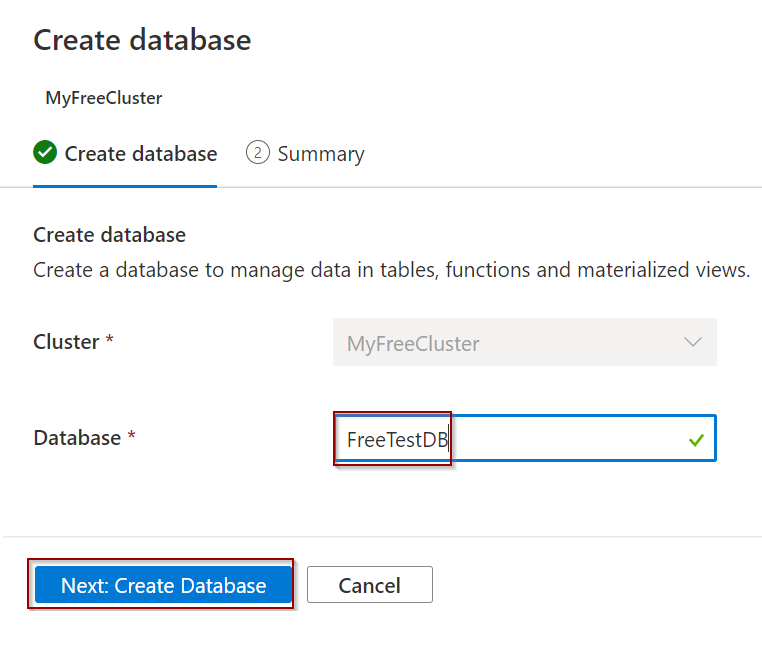 Create database
MyFreeCluster
Create database
2 Summary
Create database
Create a database to manage data in tables, functions and materialized views.
Cluster *
MyFreeCluster
Database *
FreeTestDB
Next: Create Database
Cancel